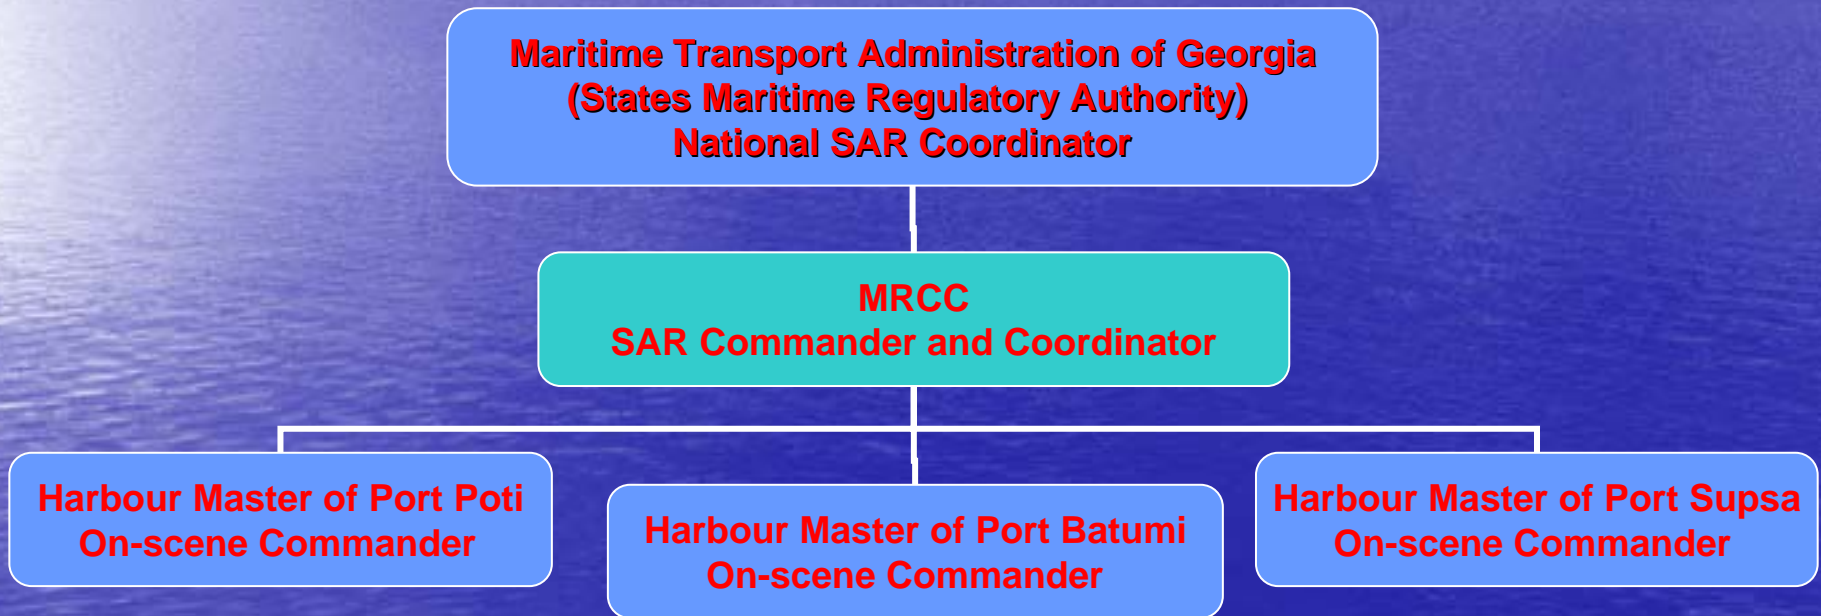 Maritime Transport Administration of Georgia
(States Maritime Regulatory Authority)
National SAR Coordinator
MRCC
SAR Commander and Coordinator
Harbour Master of Port Poti
On-scene Commander
Harbour Master of Port Batumi
On-scene Commander
Harbour Master of Port Supsa
On-scene Commander